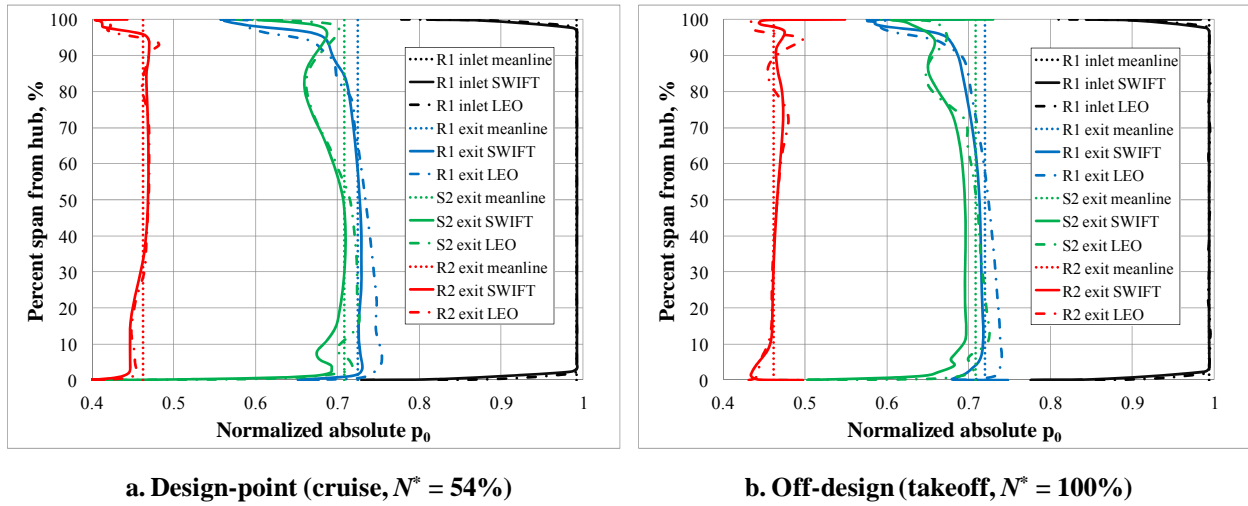 100
90
80
70
60
50
40
30
20
10
0
Percent span from hub, %
R1 inlet meanline
R1 inlet SWIFT
R1 inlet LEO
R1 exit meanline
R1 exit SWIFT
R1 exit LEO
S2 exit meanline
S2 exit SWIFT
S2 exit LEO
R2 exit meanline
R2 exit SWIFT
R2 exit LEO
0.4 0.5 0.6 0.7 0.8 0.9 1
Normalized absolute p₀
a. Design-point (cruise, N* = 54%)
100
90
80
70
60
50
40
30
20
10
0
Percent span from hub, %
R1 inlet meanline
R1 inlet SWIFT
R1 inlet LEO
R1 exit meanline
R1 exit SWIFT
R1 exit LEO
S2 exit meanline
S2 exit SWIFT
S2 exit LEO
R2 exit meanline
R2 exit SWIFT
R2 exit LEO
0.4 0.5 0.6 0.7 0.8 0.9 1
Normalized absolute p₀
b. Off-design (takeoff, N* = 100%)